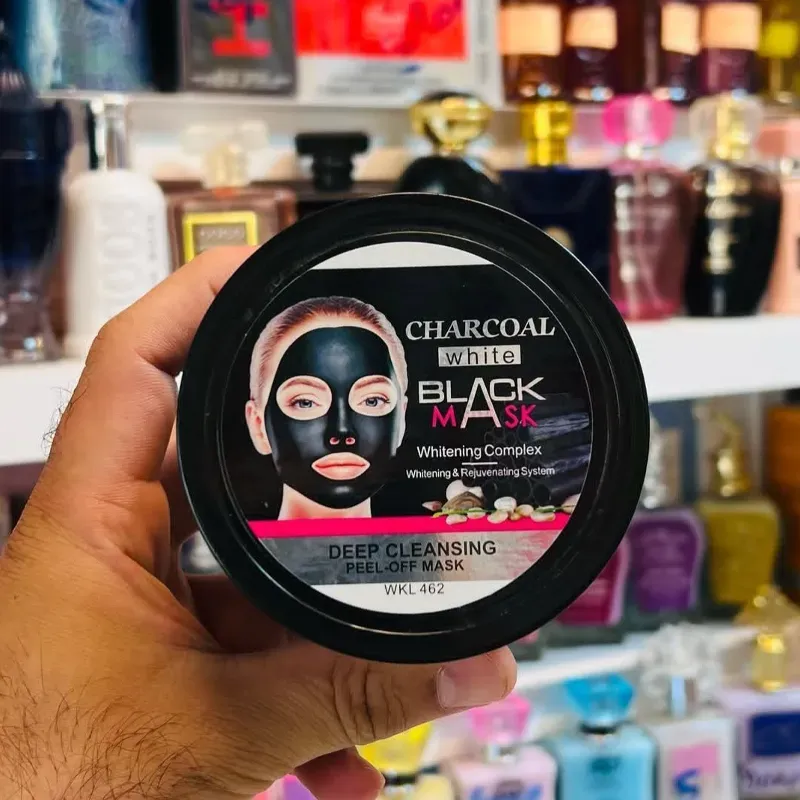 CHARCOAL
white
BLACK
MASK
Whitening Complex
Whitening & Rejuvenating System
DEEP CLEANSING
PEEL-OFF MASK
WKL 462